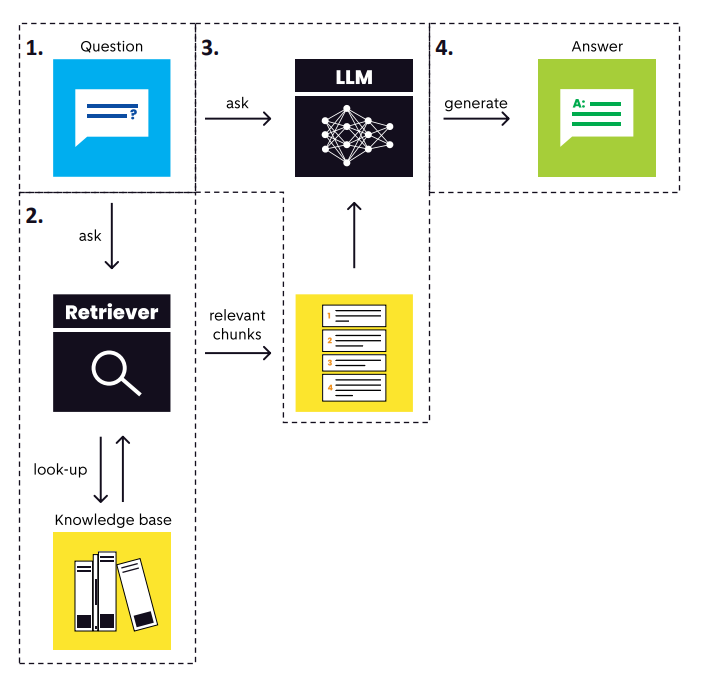 1.
Question
3.
LLM
4.
Answer
ask
generate
?
A:
2.
ask
Retriever
relevant
chunks
1
2
3
4
look-up
Knowledge base